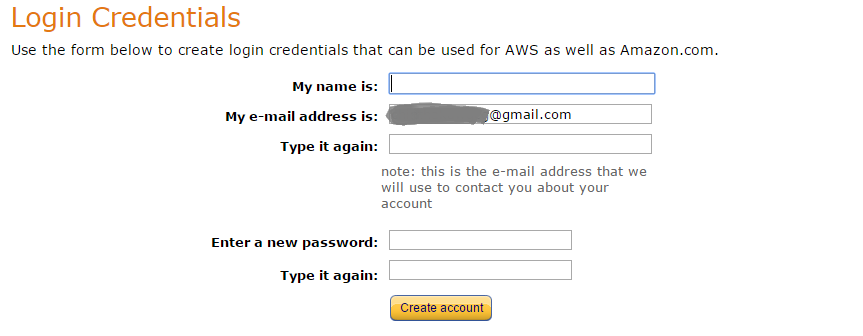 Login Credentials
Use the form below to create login credentials that can be used for AWS as well as Amazon.com.
My name is:
My e-mail address is: @gmail.com
Type it again:
note: this is the e-mail address that we
will use to contact you about your
account
Enter a new password:
Type it again:
Create account